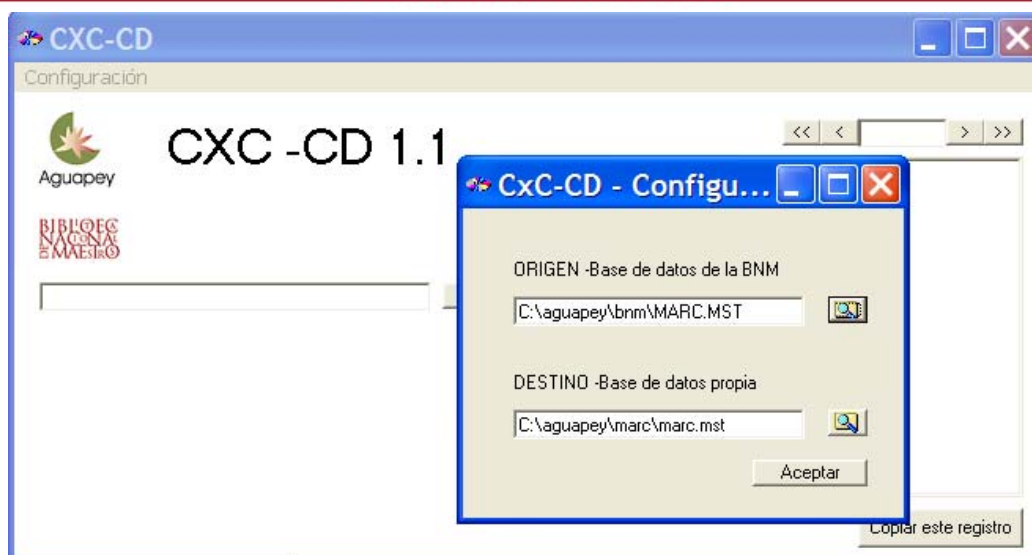 CXC-CD
Configuración
Aguapey
CXC -CD 1.1
<< < > >>
BIBLIOTECA
NACIONAL
DE MAESTROS
CxC-CD - Configu...
ORIGEN -Base de datos de la BNM
C:\aguapey\bnm\MARC.MST
DESTINO -Base de datos propia
C:\aguapey\marc\marc.mst
Aceptar
Copiar este registro